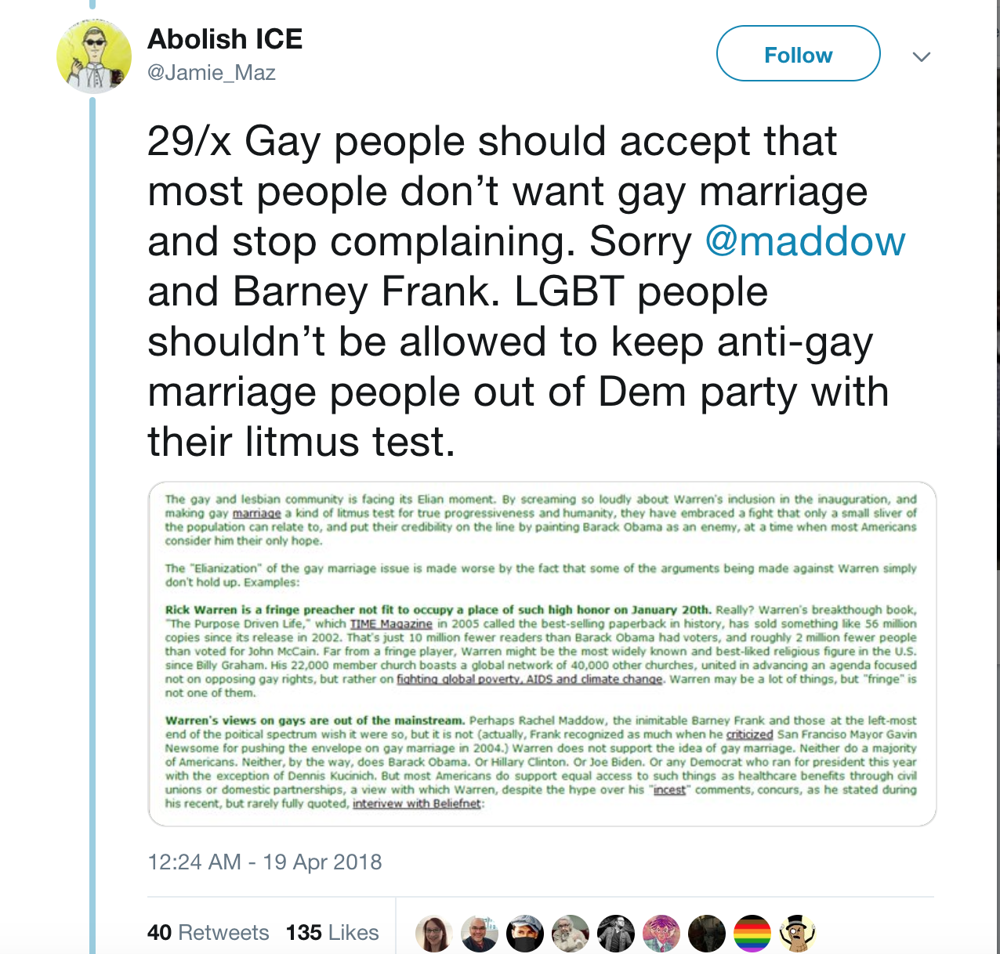 Abolish ICE
@Jamie_Maz
Follow
29/x Gay people should accept that
most people don’t want gay marriage
and stop complaining. Sorry @maddow
and Barney Frank. LGBT people
shouldn’t be allowed to keep anti-gay
marriage people out of Dem party with
their litmus test.
The gay and lesbian community is facing its Elian moment. By screaming so loudly about Warren's inclusion in the inauguration, and
making gay marriage a kind of litmus test for true progressiveness and humanity, they have embraced a fight that only a small sliver of
the population can relate to, and put their credibility on the line by painting Barack Obama as an enemy, at a time when most Americans
consider him their only hope.
The "Elianization" of the gay marriage issue is made worse by the fact that some of the arguments being made against Warren simply
don't hold up. Examples:
Rick Warren is a fringe preacher not fit to occupy a place of such high honor on January 20th. Really? Warren's breakthough book,
"The Purpose Driven Life," which TIME Magazine in 2005 called the best-selling paperback in history, has sold something like 56 million
copies since its release in 2002. That's just 10 million fewer readers than Barack Obama had voters, and roughly 2 million fewer people
than voted for John McCain. Far from a fringe player, Warren might be the most widely known and best-liked religious figure in the U.S.
since Billy Graham. His 22,000 member church boasts a global network of 40,000 other churches, united in advancing an agenda focused
not on opposing gay rights, but rather on fighting global poverty, AIDS and climate change. Warren may be a lot of things, but "fringe" is
not one of them.
Warren's views on gays are out of the mainstream. Perhaps Rachel Maddow, the inimitable Barney Frank and those at the left-most
end of the poitical spectrum wish it were so, but it is not (actually, Frank recognized as much when he criticized San Franciso Mayor Gavin
Newsome for pushing the envelope on gay marriage in 2004.) Warren does not support the idea of gay marriage. Neither do a majority
of Americans. Neither, by the way, does Barack Obama. Or Hillary Clinton. Or Joe Biden. Or any Democrat who ran for president this year
with the exception of Dennis Kucinich. But most Americans do support equal access to such things as healthcare benefits through civil
unions or domestic partnerships, a view with which Warren, despite the hype over his "incest" comments, concurs, as he stated during
his recent, but rarely fully quoted, interivew with Beliefnet:
12:24 AM - 19 Apr 2018
40 Retweets 135 Likes